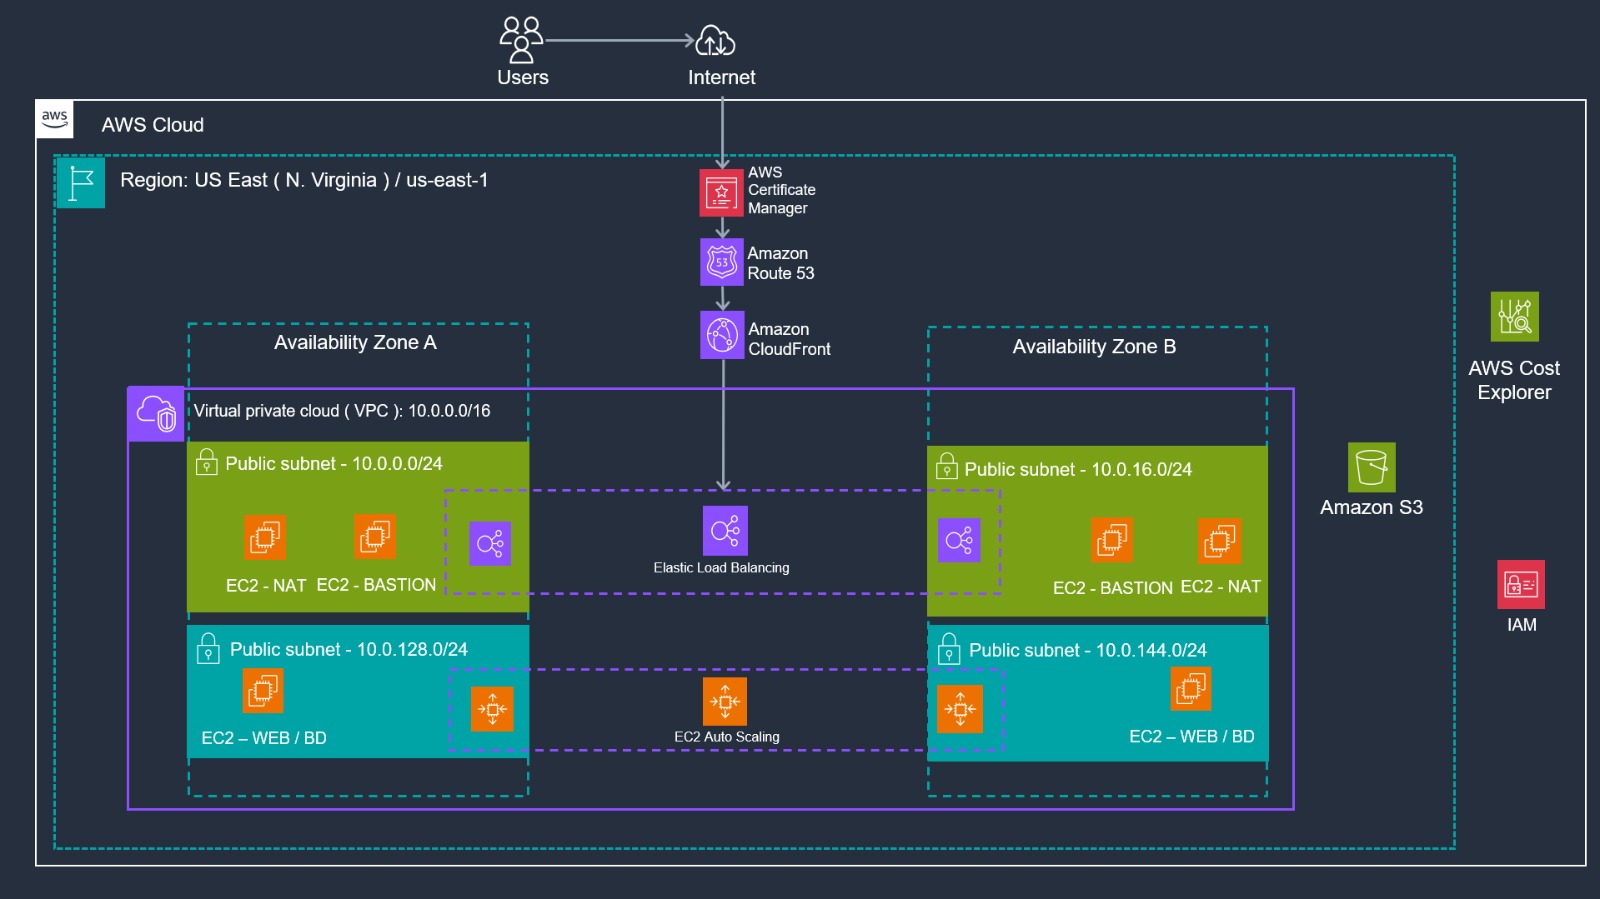 Users
Internet
aws
AWS Cloud
Region: US East ( N. Virginia ) / us-east-1
AWS
Certificate
Manager
53
Amazon
Route 53
Amazon
CloudFront
Availability Zone A
Availability Zone B
AWS Cost
Explorer
Virtual private cloud ( VPC ): 10.0.0.0/16
Public subnet - 10.0.0.0/24
Public subnet - 10.0.16.0/24
Amazon S3
Elastic Load Balancing
EC2 - NAT
EC2 - BASTION
EC2 - BASTION
EC2 - NAT
IAM
Public subnet - 10.0.128.0/24
Public subnet - 10.0.144.0/24
EC2 – WEB / BD
EC2 Auto Scaling
EC2 – WEB / BD